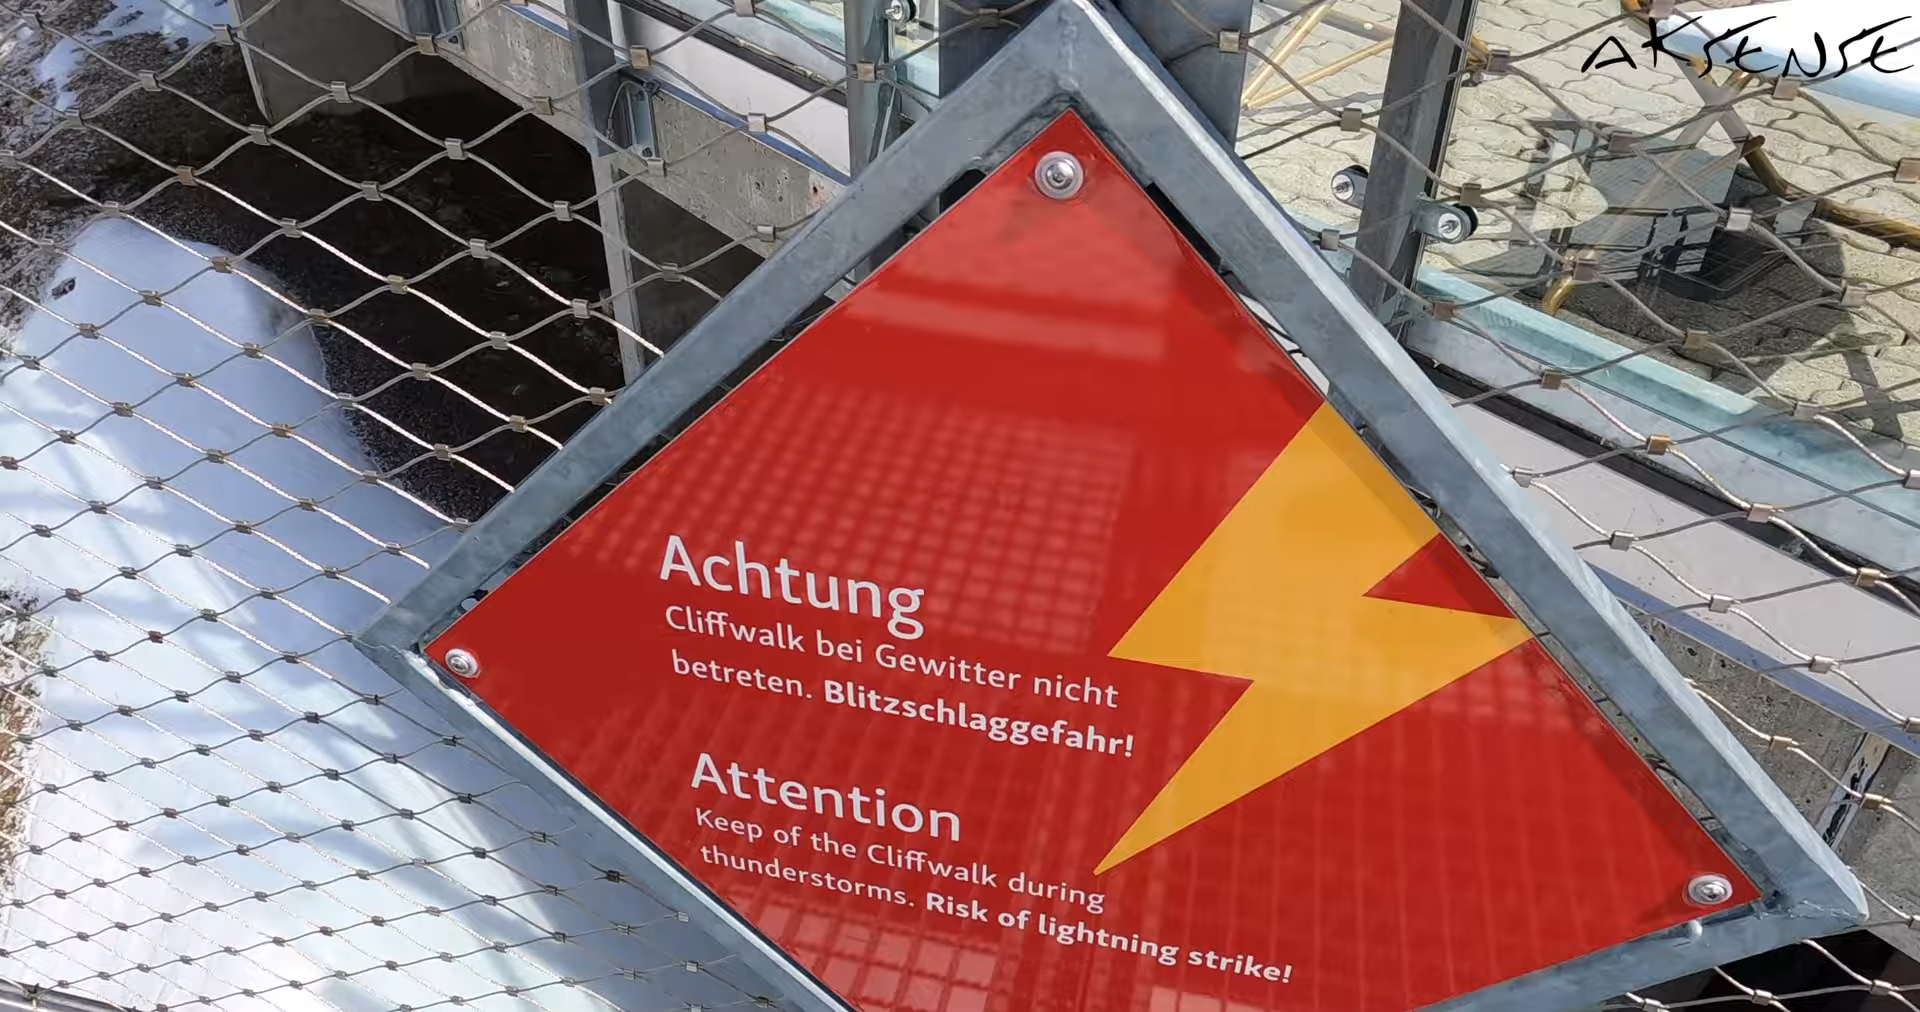 AKSENSE
Achtung
Cliffwalk bei Gewitter nicht
betreten. Blitzschlaggefahr!
Attention
Keep of the Cliffwalk during
thunderstorms. Risk of lightning strike!